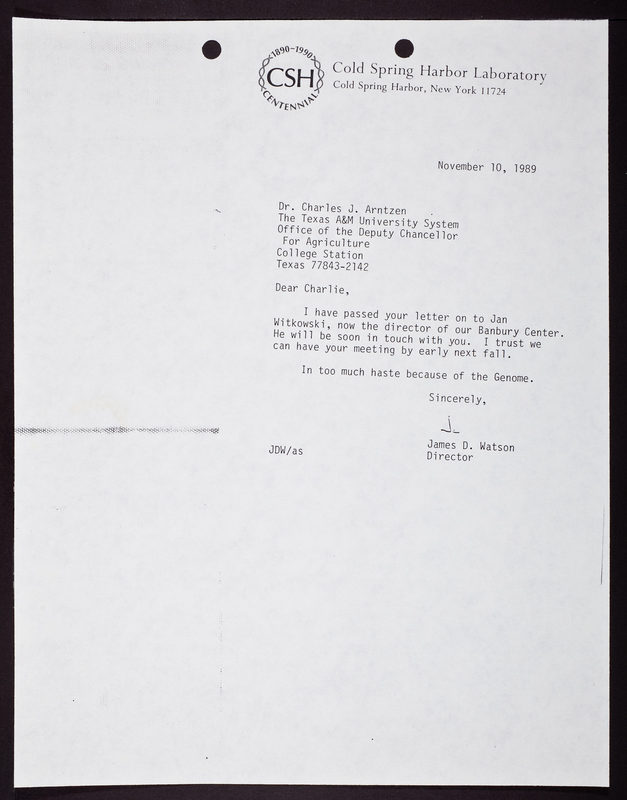 1890-1990
CSH
CENTENNIAL
Cold Spring Harbor Laboratory
Cold Spring Harbor, New York 11724
November 10, 1989
Dr. Charles J. Arntzen
The Texas A&M University System
Office of the Deputy Chancellor
For Agriculture
College Station
Texas 77843-2142
Dear Charlie,
I have passed your letter on to Jan
Witkowski, now the director of our Banbury Center.
He will be soon in touch with you. I trust we
can have your meeting by early next fall.
In too much haste because of the Genome.
Sincerely,
James D. Watson
Director
JDW/as